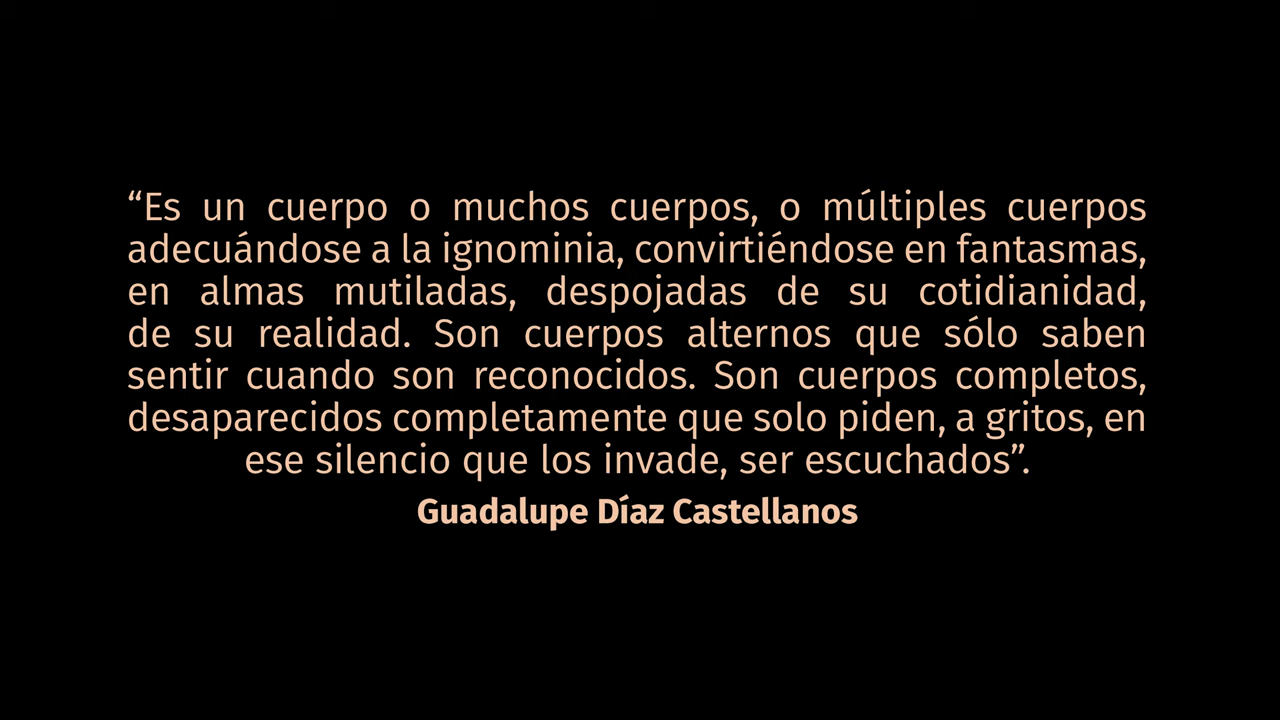 “Es un cuerpo o muchos cuerpos, o múltiples cuerpos
adecuándose a la ignominia, convirtiéndose en fantasmas,
en almas mutiladas, despojadas de su cotidianidad,
de su realidad. Son cuerpos alternos que sólo saben
sentir cuando son reconocidos. Son cuerpos completos,
desaparecidos completamente que solo piden, a gritos, en
ese silencio que los invade, ser escuchados”.
Guadalupe Díaz Castellanos